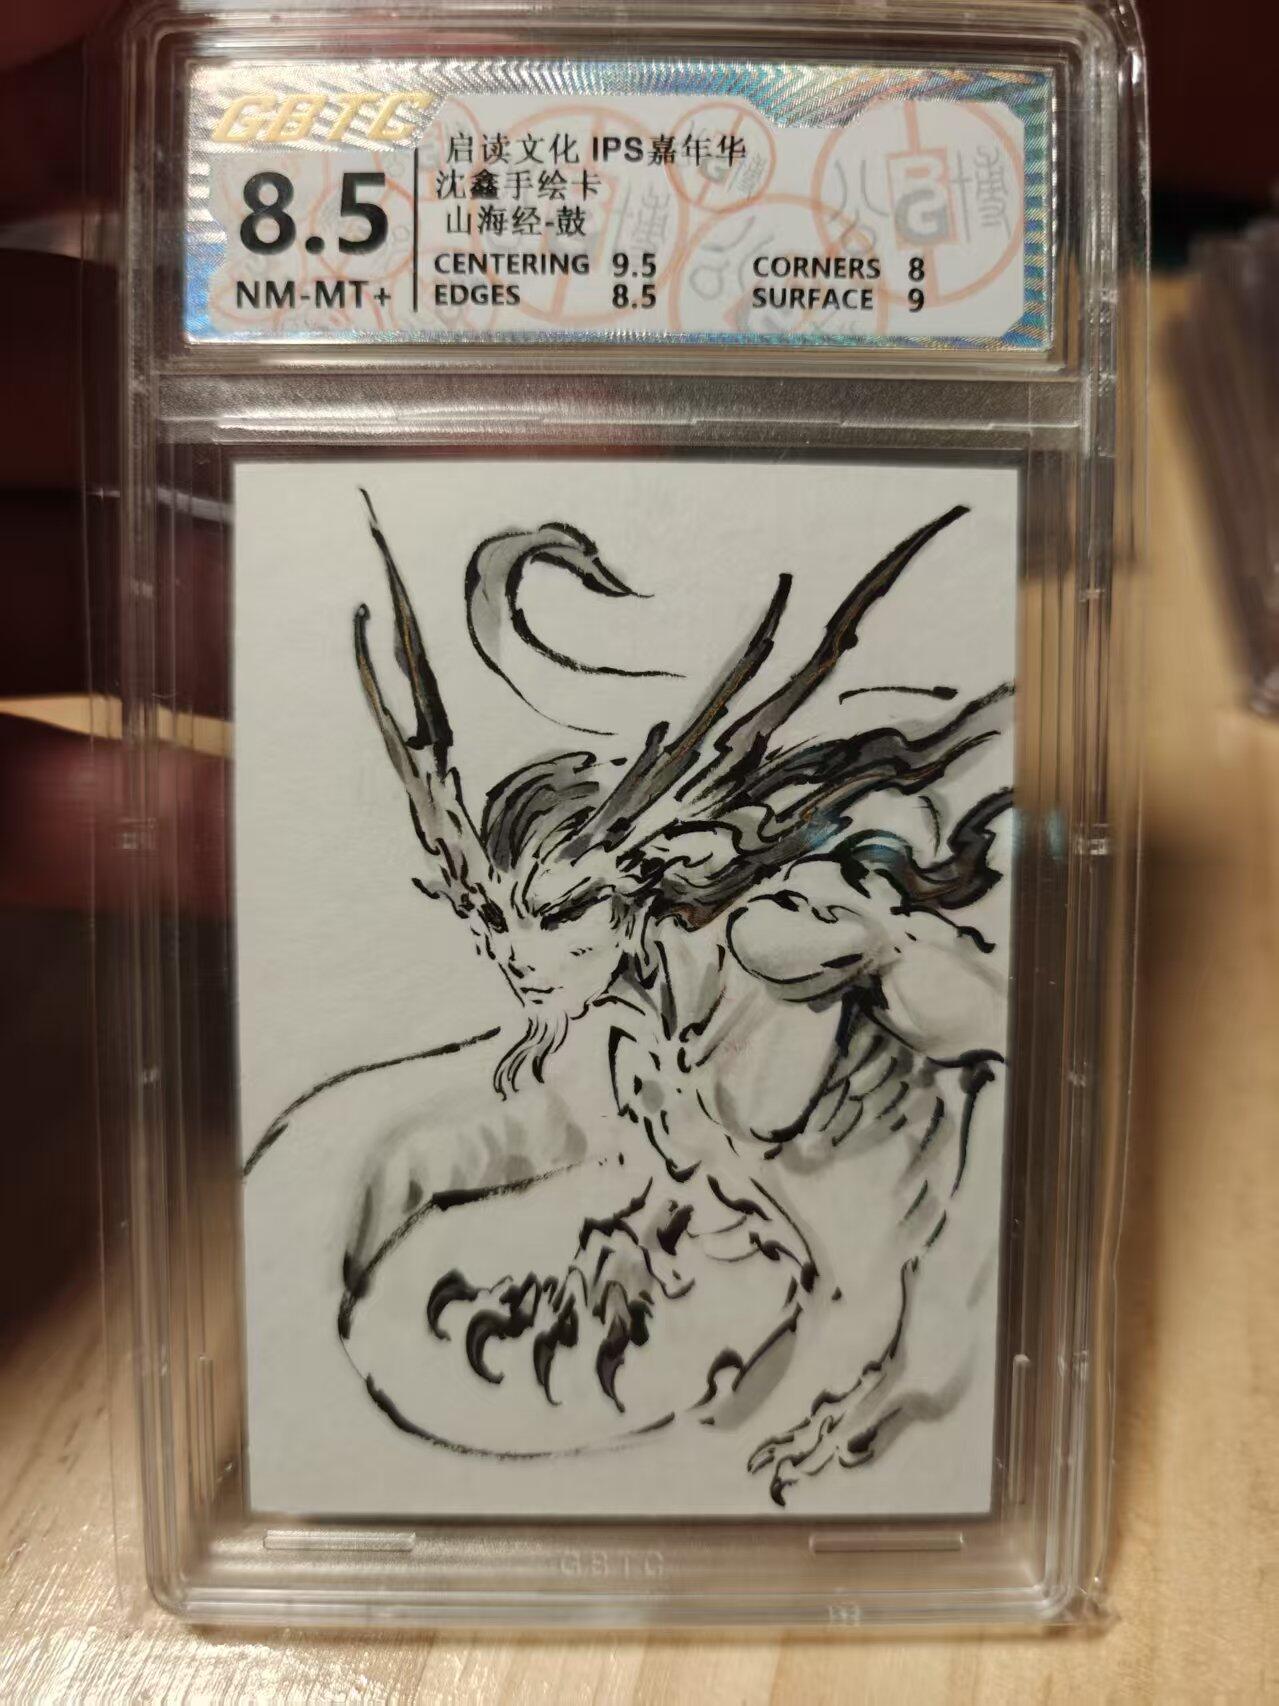 GBTC
启读文化 IPS嘉年华
8.5
沈鑫手绘卡
山海经-鼓
NM-MT+
CENTERING 9.5 CORNERS 8
EDGES 8.5 SURFACE 9
GBTC